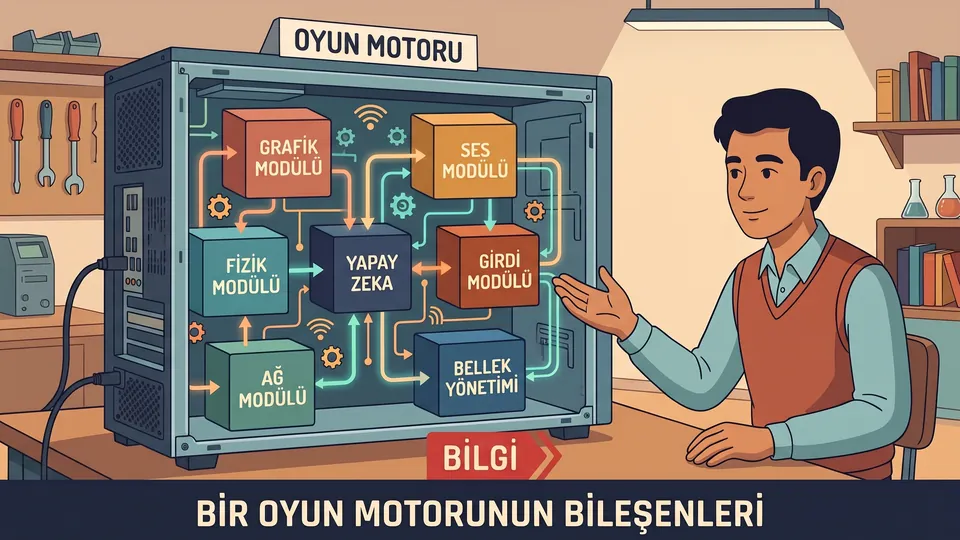 OYUN MOTORU
GRAFİK
MODÜLÜ
SES
MODÜLÜ
FİZİK
MODÜLÜ
YAPAY
ZEKA
GİRDİ
MODÜLÜ
AĞ
MODÜLÜ
BELLEK
YÖNETİMİ
BİLGİ
BİR OYUN MOTORUNUN BİLEŞENLERİ